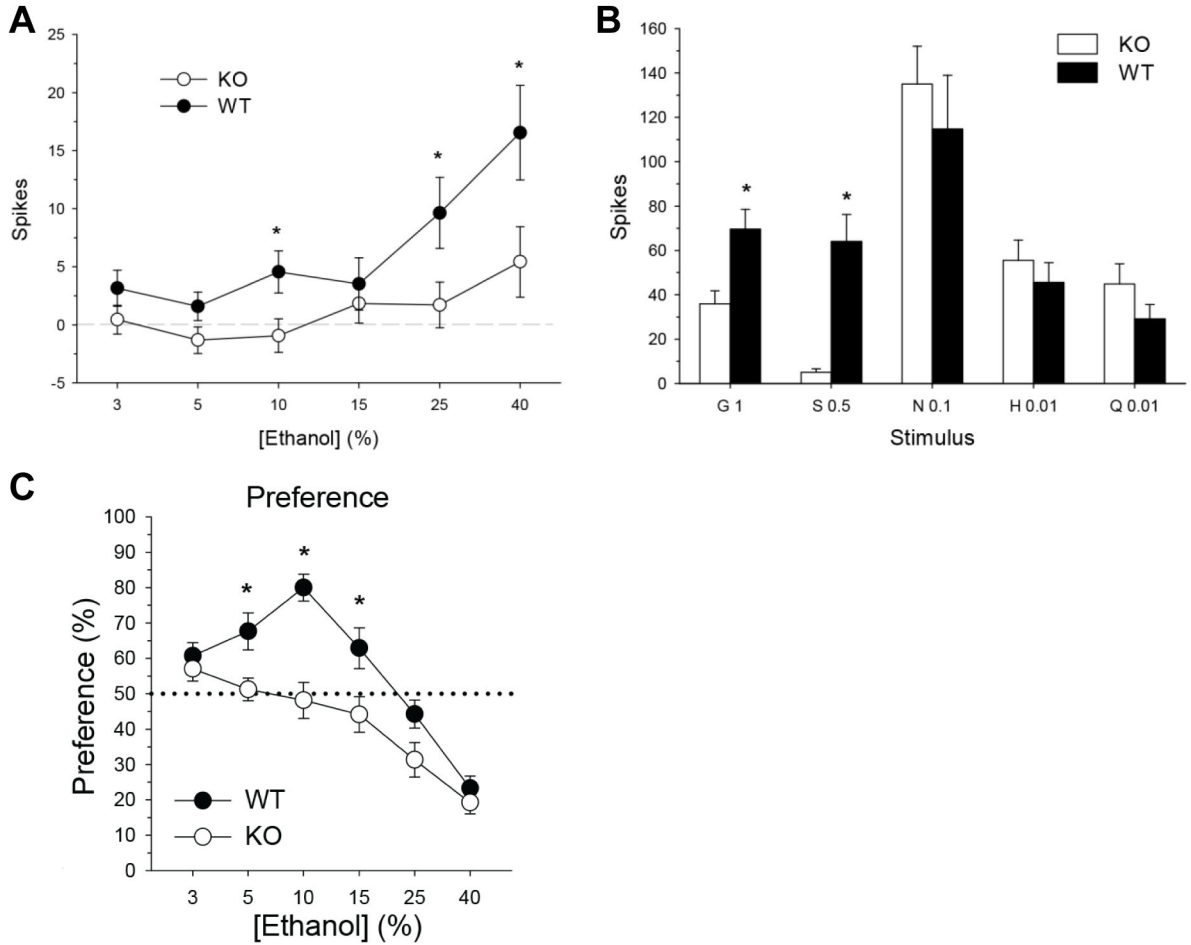 A
25
20
15
10
5
0
-5
Spikes
KO
WT
*
*
*
3 5 10 15 25 40
[Ethanol] (%)
B
160
140
120
100
80
60
40
20
0
Spikes
KO
WT
*
*
G 1 S 0.5 N 0.1 H 0.01 Q 0.01
Stimulus
C
Preference
100
90
80
70
60
50
40
30
20
10
0
Preference (%)
*
*
*
WT
KO
3 5 10 15 25 40
[Ethanol] (%)